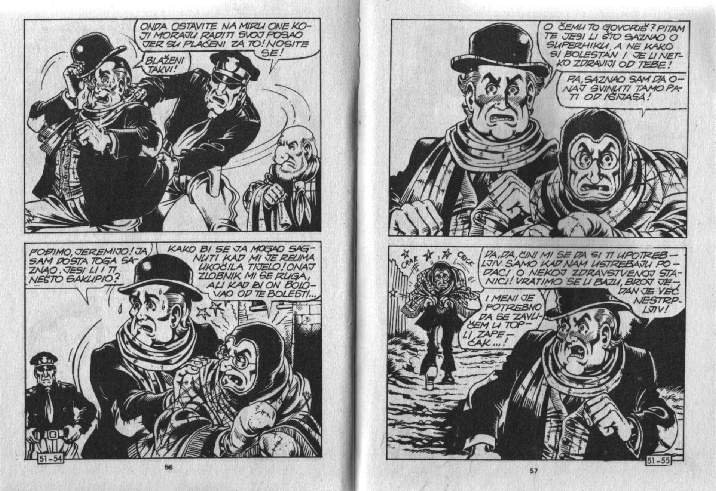 ONDA OSTAVITE NA MIRU ONE KO-
JI MORAJU RADITI SVOJ POSAO
JER SU PLAĆENI ZA TO! NOSITE
SE!
BLAŽENI
TAKVI!
POĐIMO, JEREMIJO! JA
SAM DOSTA TOGA SA-
ZNAO, JESI LI I TI
NEŠTO SAKUPIO?
KAKO BI SE JA MOGAO SAG-
NUTI KAD MI JE REUMA
UKOČILA TIJELO! ONAJ
ZLOBNIK MI SE RUGA,
ALI KAD BI ON BOLO-
VAO OD TE BOLESTI...
51-54
56
O ČEMU TO GOVORIŠ? PITAM
TE JESI LI ŠTO SAZNAO O
SUPERHIKU, A NE KAKO
SI BOLESTAN I JE LI NET-
KO ZDRAVIJI OD TEBE!
PA, SAZNAO SAM DA O-
NAJ SVINUTI TAMO PA-
TI OD IŠIJASA!
DA, DA, ČINI MI SE DA SI TI UPOTREB-
LJIV SAMO KAD NAM USTREBAJU PO-
DACI O NEKOJ ZDRAVSTVENOJ STA-
NICI! VRATIMO SE U BAZU, BROJ JE-
DAN JE VEĆ
NESTRP-
LJIV!
I MENI JE
POTREBNO
DA SE ZAVU-
ČEM U TOP-
LI ZAPE-
ĆAK...!
51-55
57